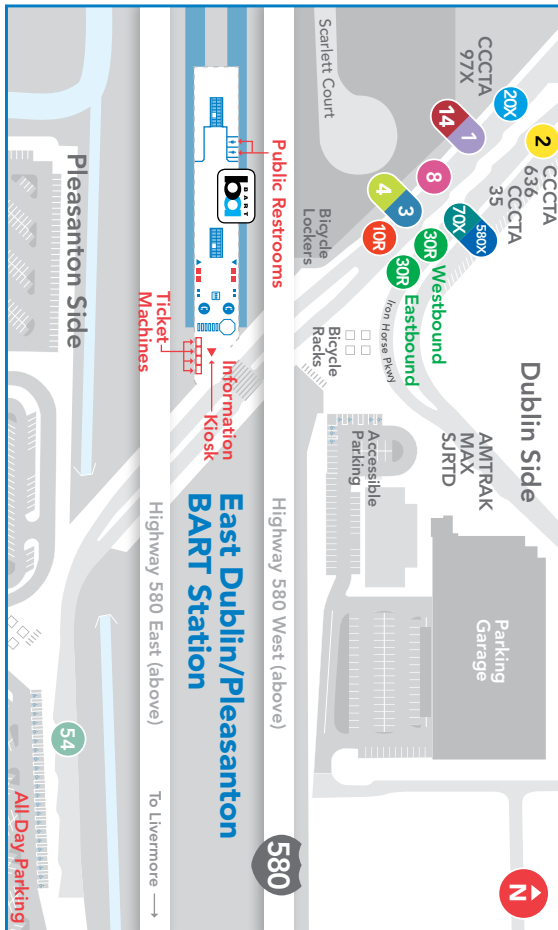 Dublin Side
N
2
CCCTA
636
CCCTA
35
20X
CCCTA
97X
1
14
550X
70X
8
3
4
10R
30R
Westbound
30R
Eastbound
AMTRAK
MAX
SJRTD
Parking
Garage
Iron Horse Pkwy
Accessible
Parking
Bicycle
Racks
Bicycle
Lockers
Scarlett Court
Highway 580 West (above)
580
Public Restrooms
BART
ba
Information
Kiosk
East Dublin/Pleasanton
BART Station
Ticket
Machines
Highway 580 East (above)
To Livermore →
Pleasanton Side
54
All Day Parking